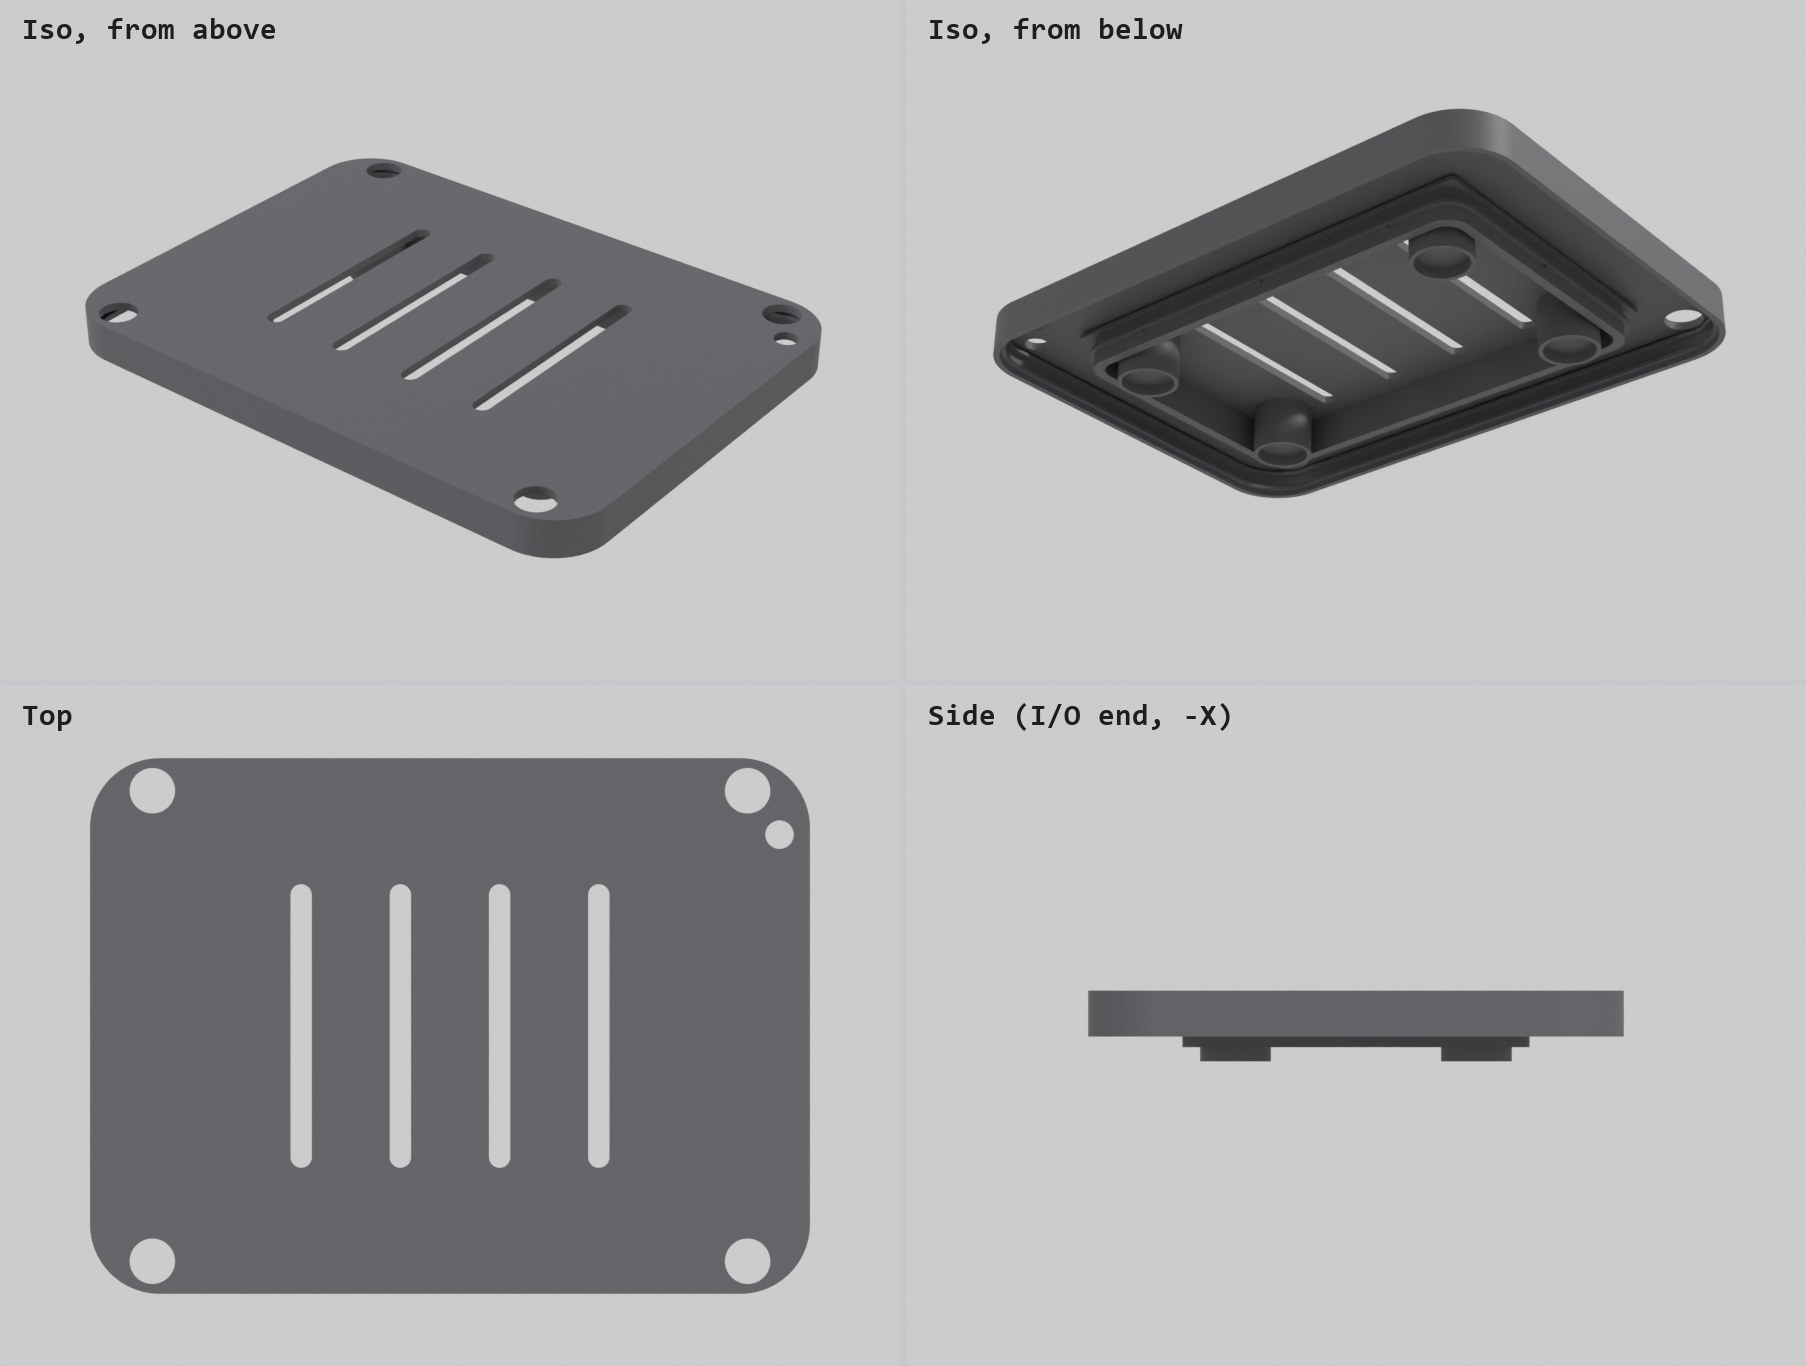 Iso, from above
Iso, from below
Top
Side (I/O end, -X)